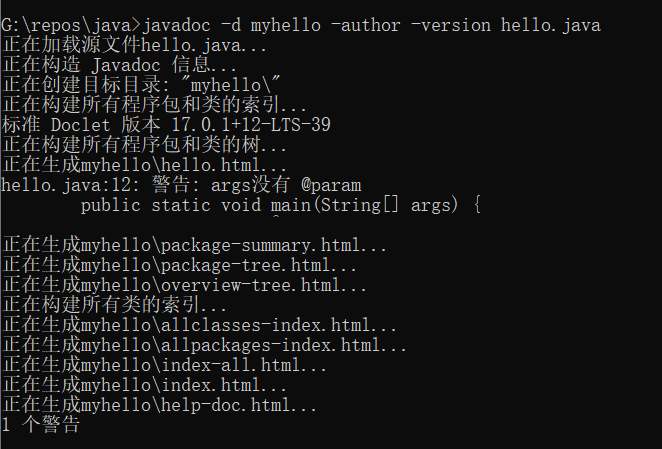 G:\repos\java>javadoc -d myhello -author -version hello.java
正在加载源文件hello.java...
正在构造 Javadoc 信息...
正在创建目标目录: "myhello\"
正在构建所有程序包和类的索引...
标准 Doclet 版本 17.0.1+12-LTS-39
正在构建所有程序包和类的树...
正在生成myhello\hello.html...
hello.java:12: 警告: args没有 @param
public static void main(String[] args) {
^
正在生成myhello\package-summary.html...
正在生成myhello\package-tree.html...
正在生成myhello\overview-tree.html...
正在构建所有类的索引...
正在生成myhello\allclasses-index.html...
正在生成myhello\allpackages-index.html...
正在生成myhello\index-all.html...
正在生成myhello\index.html...
正在生成myhello\help-doc.html...
1 个警告